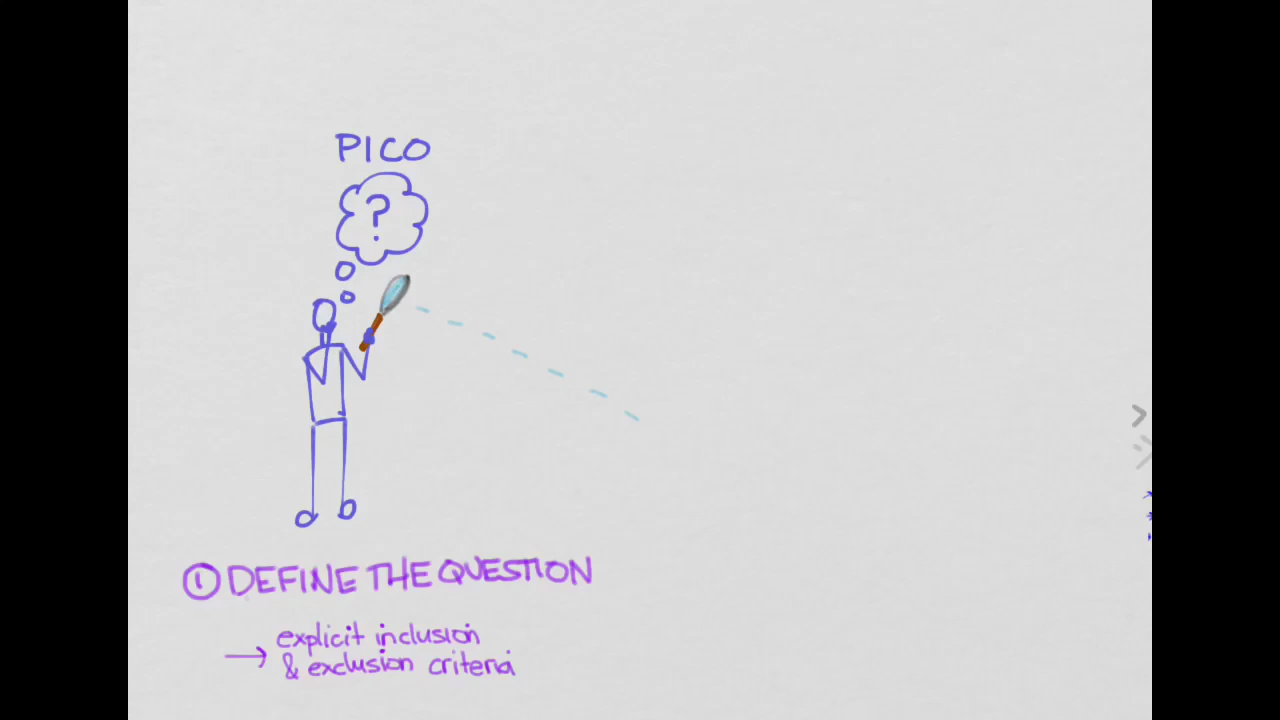 PICO
?
① DEFINE THE QUESTION
→ explicit inclusion
& exclusion criteria